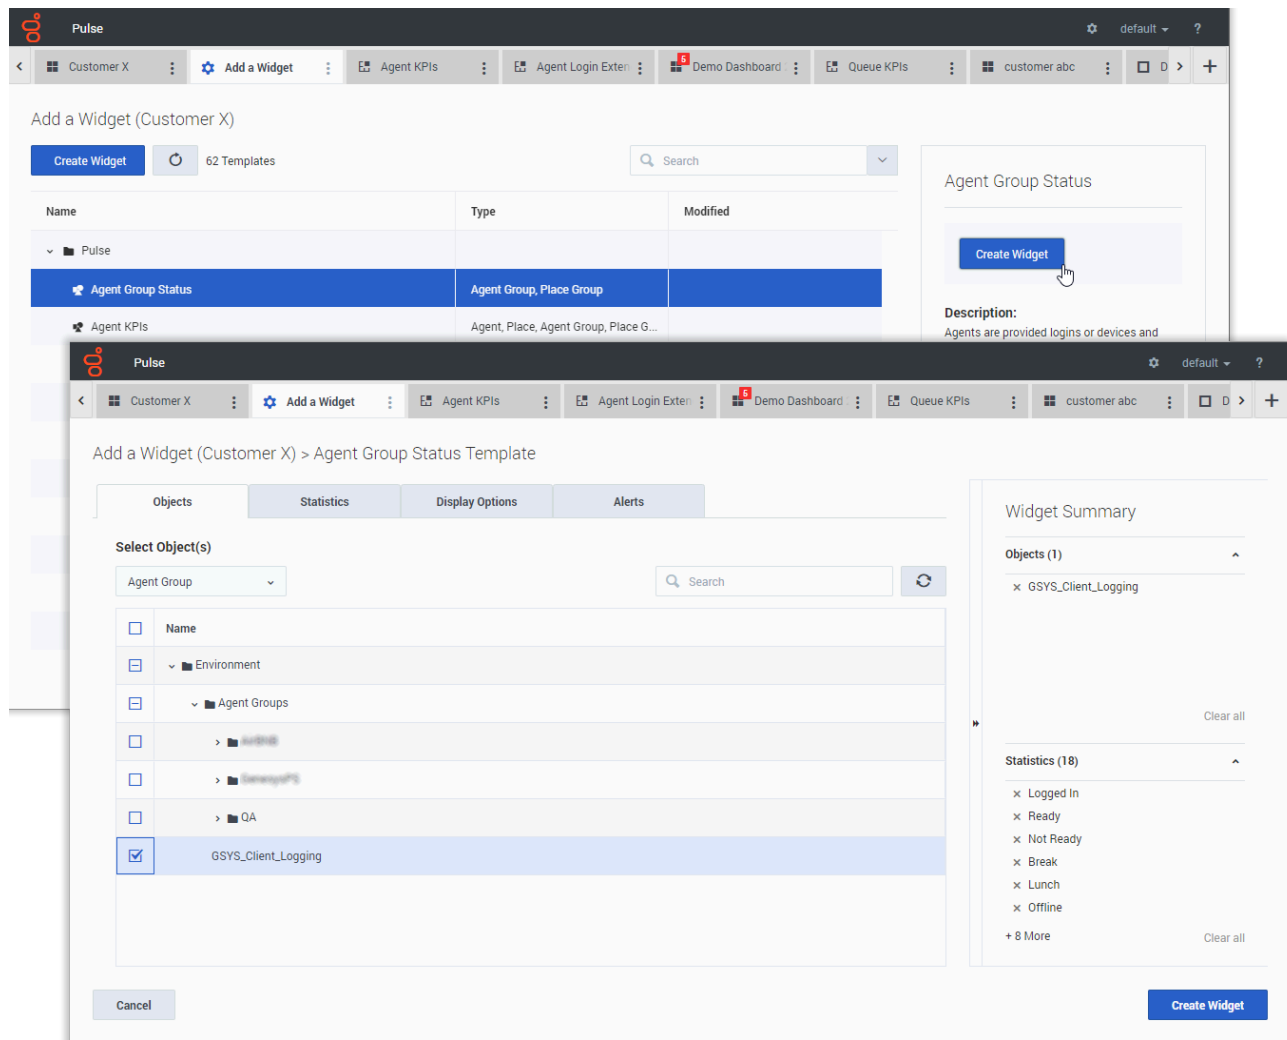 Pulse
default
?
Customer X
Add a Widget
Agent KPIs
Agent Login Exten
5
Demo Dashboard
Queue KPIs
customer abc
D
Add a Widget (Customer X)
Create Widget
62 Templates
Search
Name
Type
Modified
Pulse
Agent Group Status
Agent Group, Place Group
Agent KPIs
Agent, Place, Agent Group, Place G...
Agent Group Status
Create Widget
Description:
Agents are provided logins or devices and
Pulse
default
?
Customer X
Add a Widget
Agent KPIs
Agent Login Exten
5
Demo Dashboard
Queue KPIs
customer abc
D
Add a Widget (Customer X) > Agent Group Status Template
Objects
Statistics
Display Options
Alerts
Select Object(s)
Agent Group
Search
Name
Environment
Agent Groups
QA
GSYS_Client_Logging
Cancel
Widget Summary
Objects (1)
GSYS_Client_Logging
Clear all
Statistics (18)
Logged In
Ready
Not Ready
Break
Lunch
Offline
+ 8 More
Clear all
Create Widget